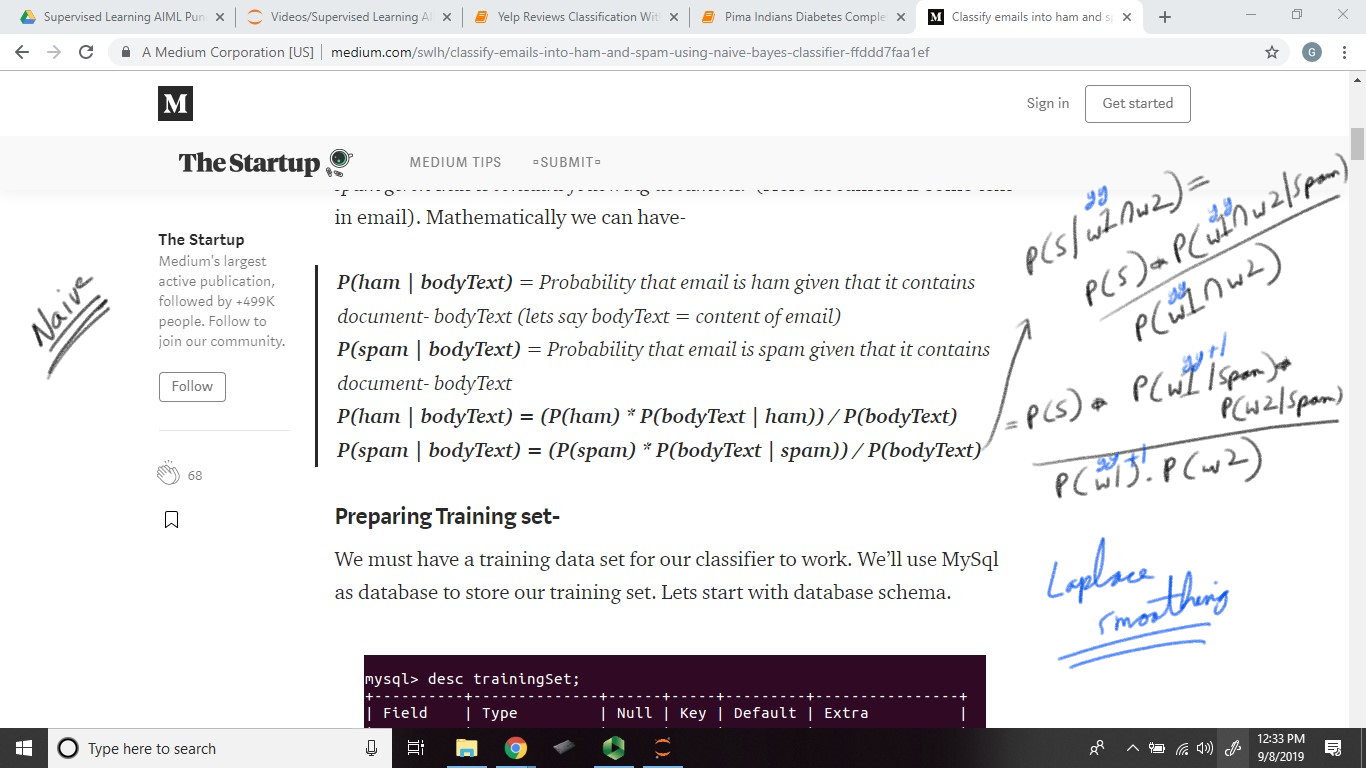 Supervised Learning AIML Pun
Videos/Supervised Learning AI
Yelp Reviews Classification Wit
Pima Indians Diabetes Comple
Classify emails into ham and s
A Medium Corporation [US] | medium.com/swlh/classify-emails-into-ham-and-spam-using-naive-bayes-classifier-ffddd7faa1ef
G
M
Sign in
Get started
The Startup
MEDIUM TIPS
SUBMIT
in email). Mathematically we can have-
The Startup
Medium's largest
active publication,
followed by +499K
people. Follow to
join our community.
Follow
68
Naive
P(ham | bodyText) = Probability that email is ham given that it contains
document- bodyText (lets say bodyText = content of email)
P(spam | bodyText) = Probability that email is spam given that it contains
document- bodyText
P(ham | bodyText) = (P(ham) * P(bodyText | ham)) / P(bodyText)
P(spam | bodyText) = (P(spam) * P(bodyText | spam)) / P(bodyText)
Preparing Training set-
We must have a training data set for our classifier to work. We'll use MySql
as database to store our training set. Lets start with database schema.
mysql> desc trainingSet;
+----------+--------------+------+-----+---------+----------------+
| Field | Type | Null | Key | Default | Extra |
yy
P(S|w1∩w2) =
yy
P(S) * P(w1∩w2|spam)
yy
P(w1∩w2)
yy+1
= P(S) * P(w1|spam) *
P(w2|spam)
yy+1
P(w1) . P(w2)
Laplace
smoothing
Type here to search
12:33 PM
9/8/2019